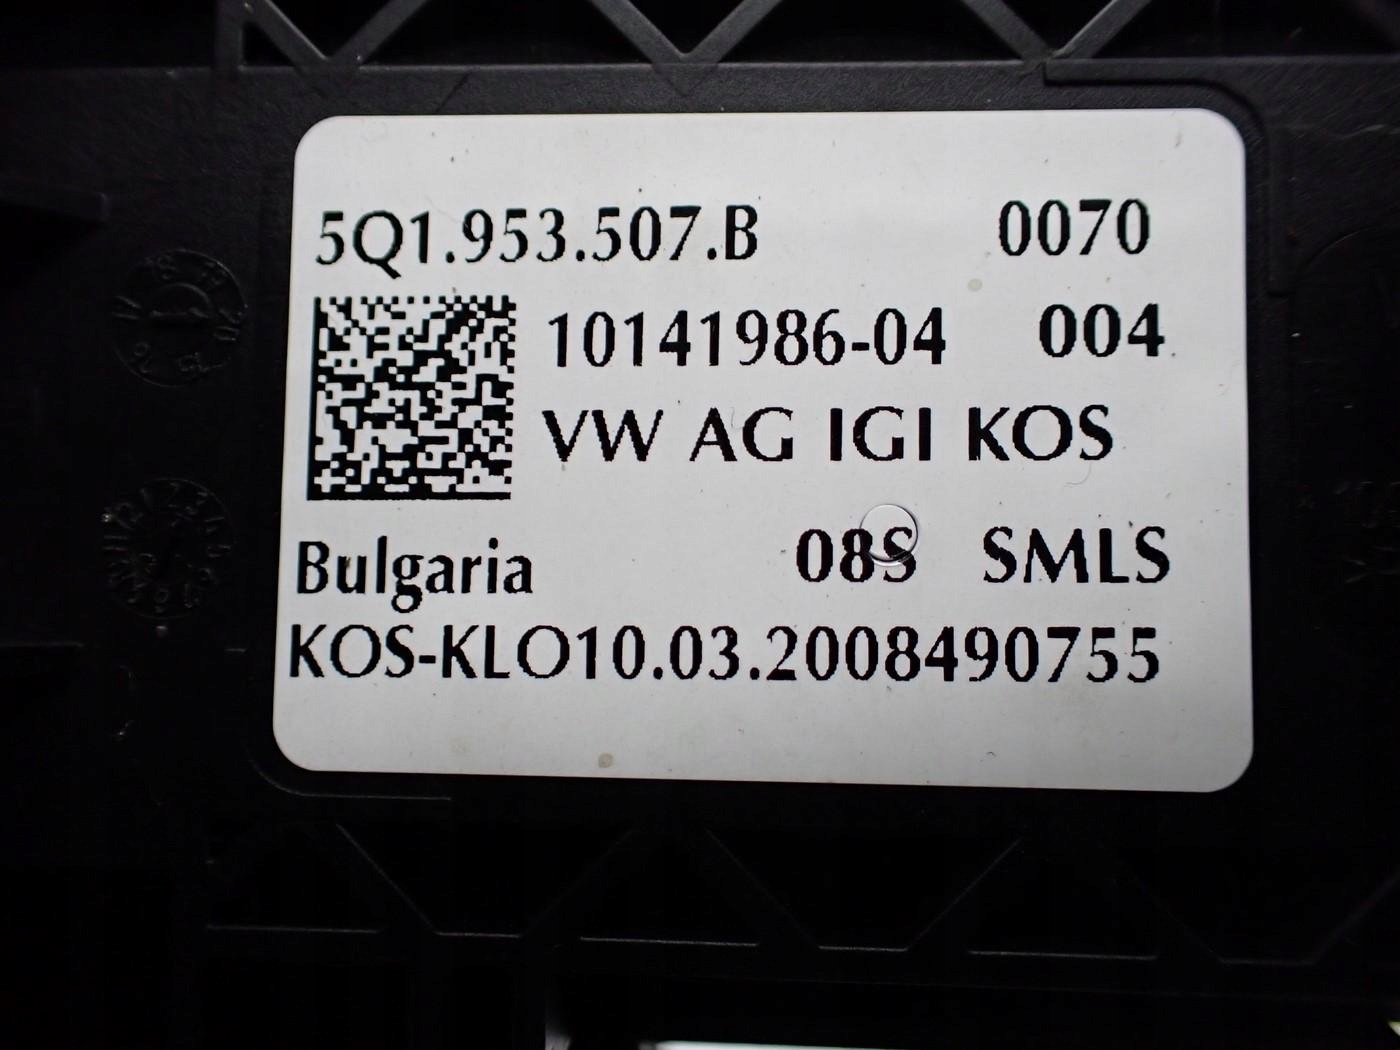 5Q1.953.507.B 0070
10141986-04 004
VW AG IGI KOS
Bulgaria 08S SMLS
KOS-KLO10.03.2008490755